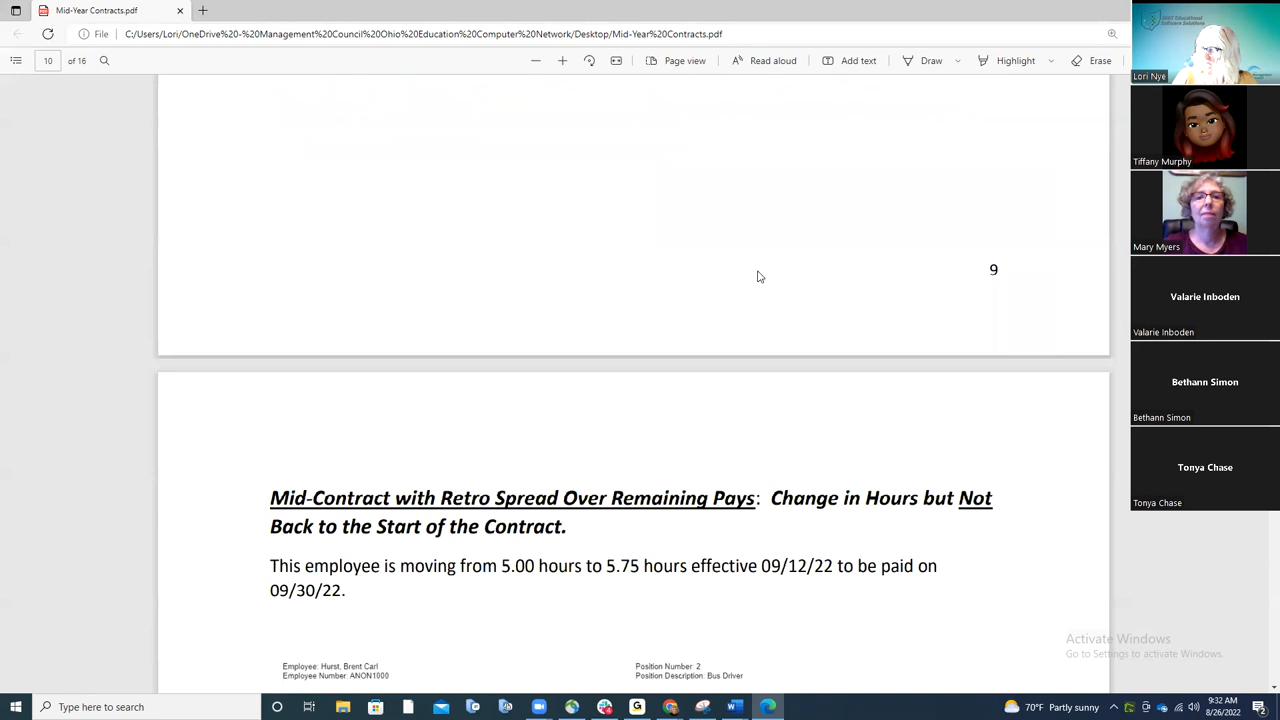 Mid-Year Contracts.pdf
File
C:/Users/Lori/OneDrive%20-%20Management%20Council%20Ohio%20Education%20Computer%20Network/Desktop/Mid-Year%20Contracts.pdf
10 of 16
Page view
Read aloud
Add text
Draw
Highlight
Erase
9
Mid-Contract with Retro Spread Over Remaining Pays: Change in Hours but Not
Back to the Start of the Contract.
This employee is moving from 5.00 hours to 5.75 hours effective 09/12/22 to be paid on
09/30/22.
Employee: Hurst, Brent Carl
Position Number 2
Employee Number: ANON1000
Position Description: Bus Driver
Educational
Software Solutions
Lori Nye
Tiffany Murphy
Mary Myers
Valarie Inboden
Valarie Inboden
Bethann Simon
Bethann Simon
Tonya Chase
Tonya Chase
Activate Windows
Go to Settings to activate Windows.
Type here to search
70°F Partly sunny
9:32 AM
8/26/2022
2